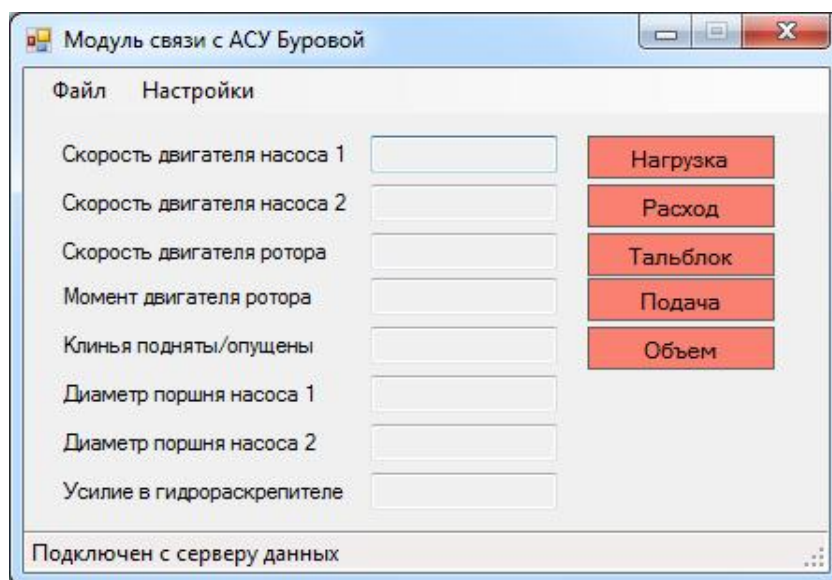 Модуль связи с АСУ Буровой
Файл Настройки
Скорость двигателя насоса 1 Нагрузка
Скорость двигателя насоса 2 Расход
Скорость двигателя ротора Тальблок
Момент двигателя ротора Подача
Клинья подняты/опущены Объем
Диаметр поршня насоса 1
Диаметр поршня насоса 2
Усилие в гидрораскрепителе
Подключен с серверу данных